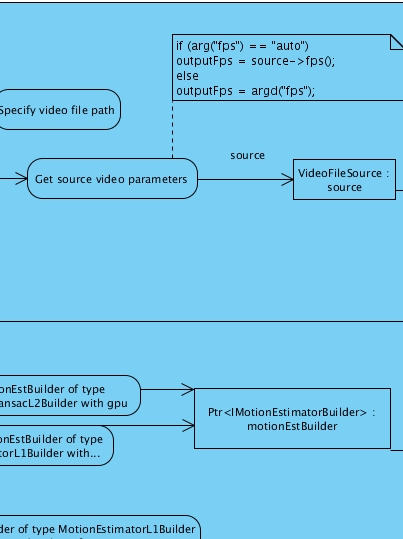 if (arg("fps") == "auto")
outputFps = source->fps();
else
outputFps = argd("fps");
Specify video file path
source
Get source video parameters
VideoFileSource :
source
onEstBuilder of type
ansacL2Builder with gpu
Ptr<IMotionEstimatorBuilder> :
motionEstBuilder
onEstBuilder of type
torL1Builder with...
der of type MotionEstimatorL1Builder